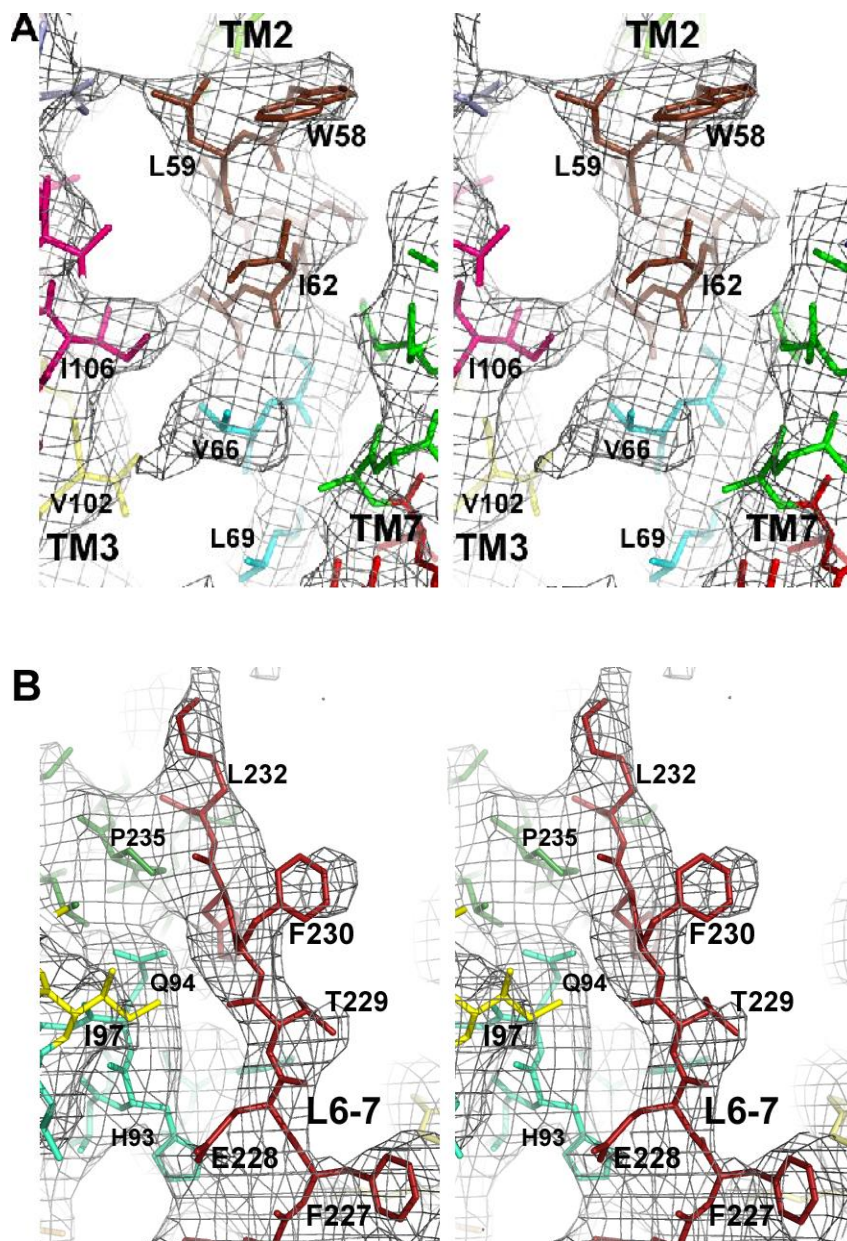 A
TM2 TM2
W58 W58
L59 L59
I62 I62
I106 I106
V66 V66
V102 V102
L69 TM7 L69 TM7
TM3 TM3
B
L232 L232
P235 P235
F230 F230
Q94 Q94
T229 T229
I97 I97
L6-7 L6-7
H93 H93
E228 E228
F227 F227